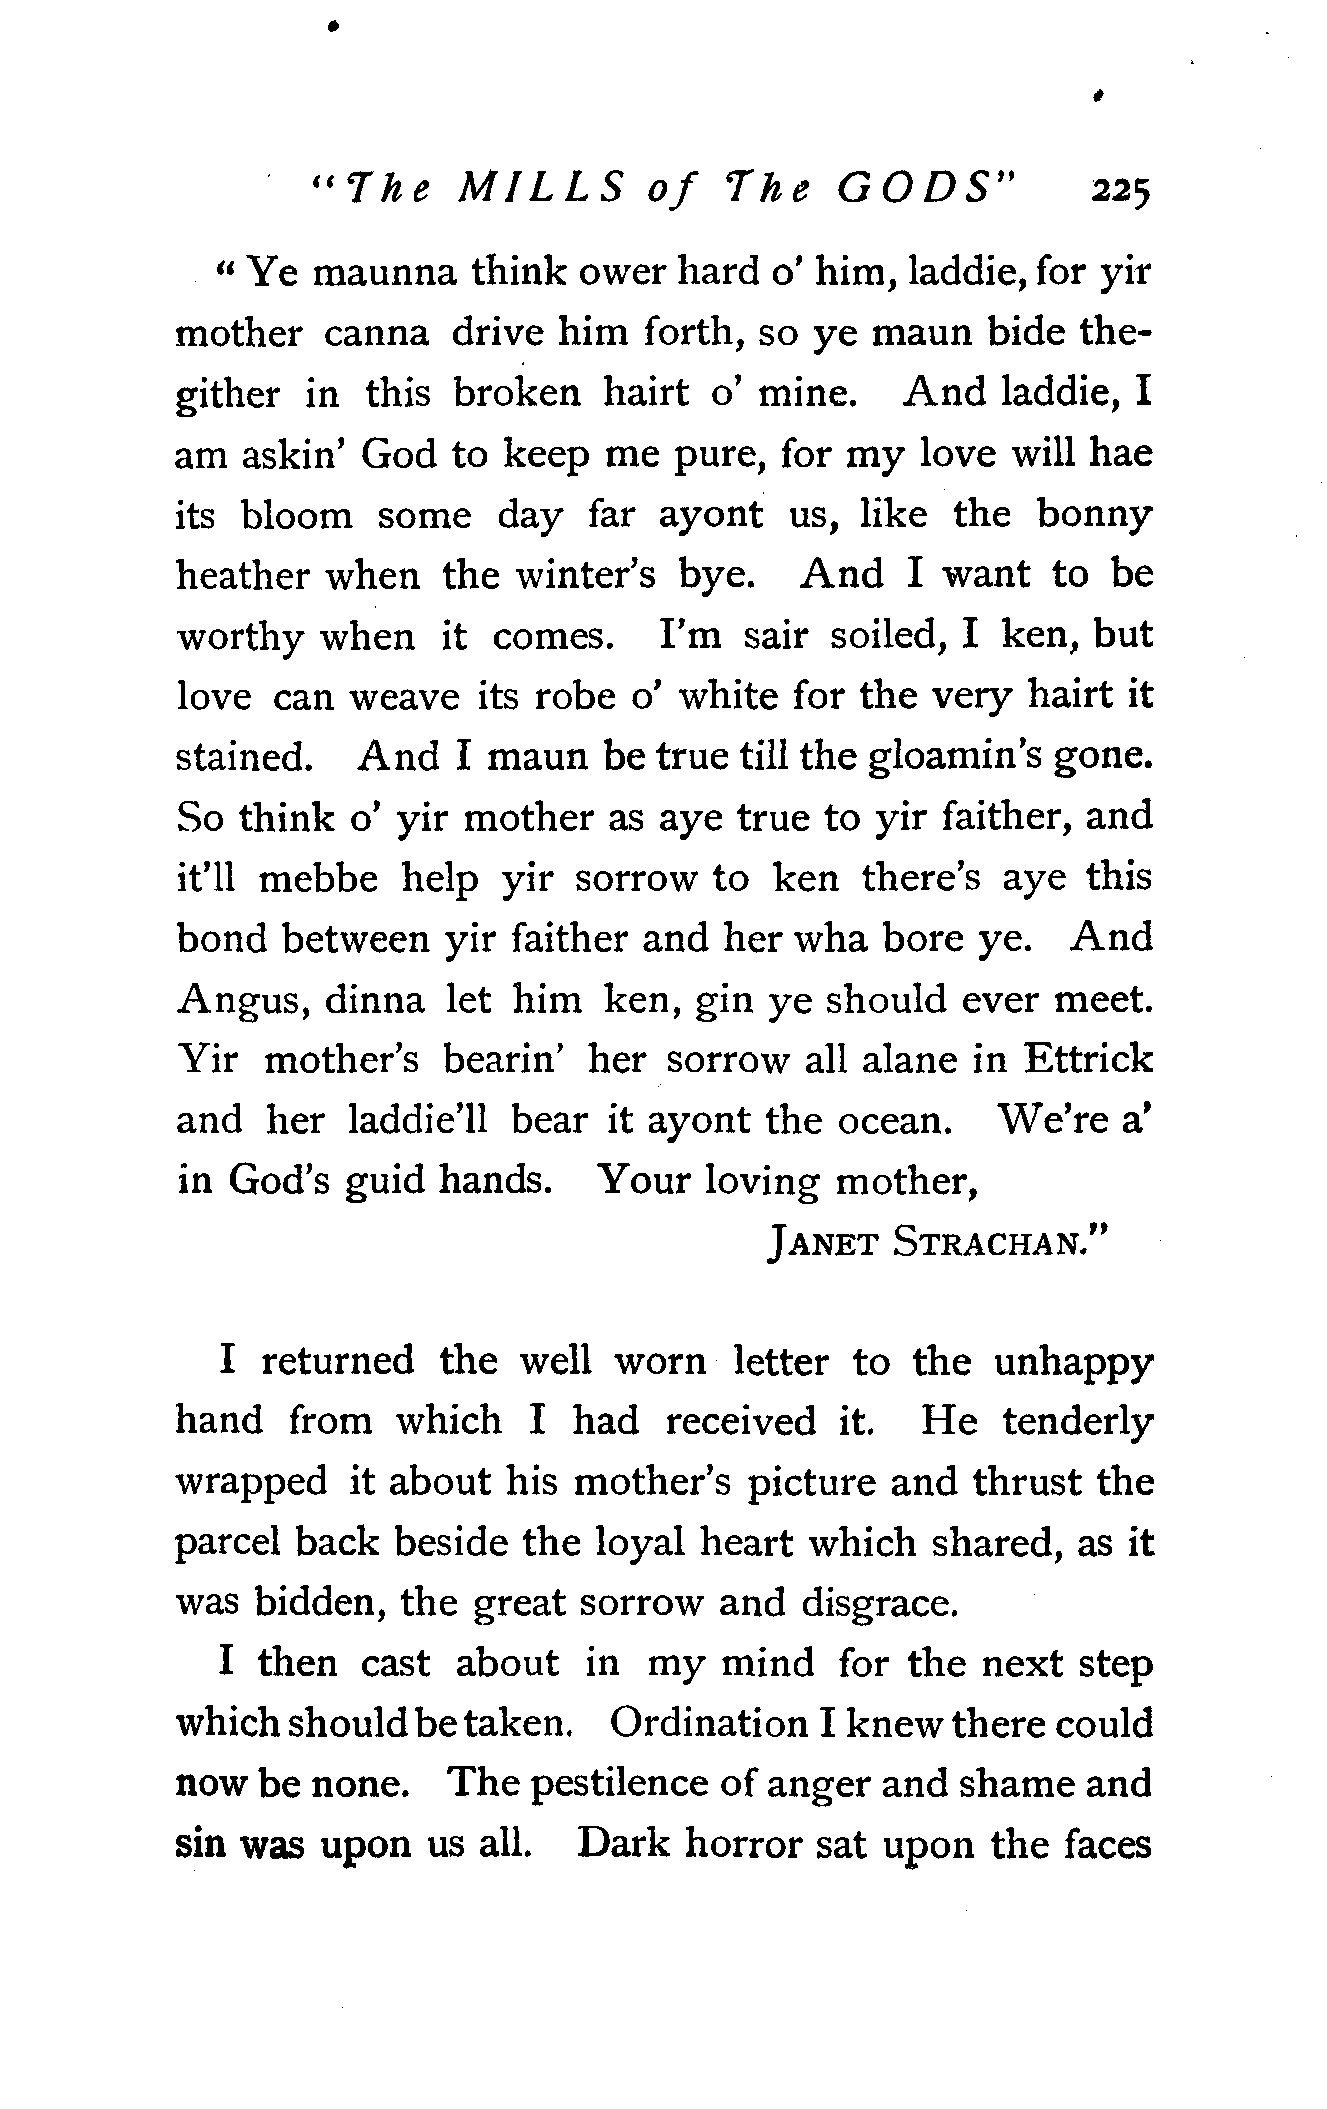 "The MILLS of The GODS" 225
" Ye maunna think ower hard o' him, laddie, for yir
mother canna drive him forth, so ye maun bide the-
gither in this broken hairt o' mine. And laddie, I
am askin' God to keep me pure, for my love will hae
its bloom some day far ayont us, like the bonny
heather when the winter's bye. And I want to be
worthy when it comes. I'm sair soiled, I ken, but
love can weave its robe o' white for the very hairt it
stained. And I maun be true till the gloamin's gone.
So think o' yir mother as aye true to yir faither, and
it'll mebbe help yir sorrow to ken there's aye this
bond between yir faither and her wha bore ye. And
Angus, dinna let him ken, gin ye should ever meet.
Yir mother's bearin' her sorrow all alane in Ettrick
and her laddie'll bear it ayont the ocean. We're a'
in God's guid hands. Your loving mother,
JANET STRACHAN."
I returned the well worn letter to the unhappy
hand from which I had received it. He tenderly
wrapped it about his mother's picture and thrust the
parcel back beside the loyal heart which shared, as it
was bidden, the great sorrow and disgrace.
I then cast about in my mind for the next step
which should be taken. Ordination I knew there could
now be none. The pestilence of anger and shame and
sin was upon us all. Dark horror sat upon the faces